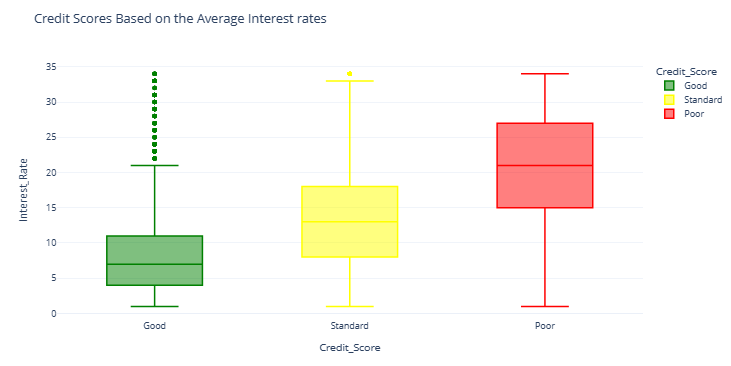 Credit Scores Based on the Average Interest rates
Credit_Score
Good
Standard
Poor
35
30
25
20
15
10
5
0
Interest_Rate
Good Standard Poor
Credit_Score